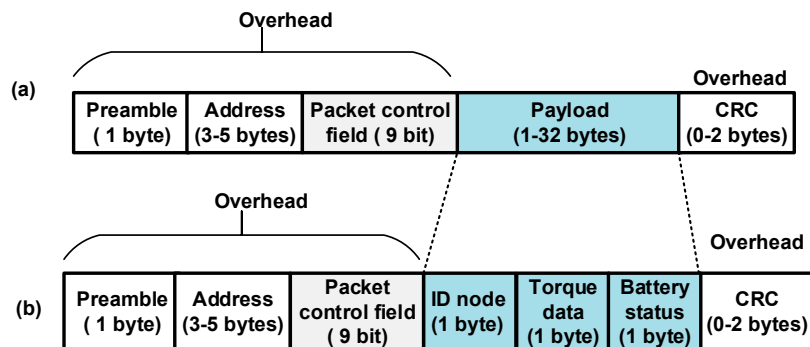 Overhead
(a)
Overhead
Preamble
( 1 byte)
Address
(3-5 bytes)
Packet control
field ( 9 bit)
Payload
(1-32 bytes)
CRC
(0-2 bytes)
Overhead
Overhead
(b)
Preamble
( 1 byte)
Address
(3-5 bytes)
Packet
control field
( 9 bit)
ID node
(1 byte)
Torque
data
(1 byte)
Battery
status
(1 byte)
CRC
(0-2 bytes)